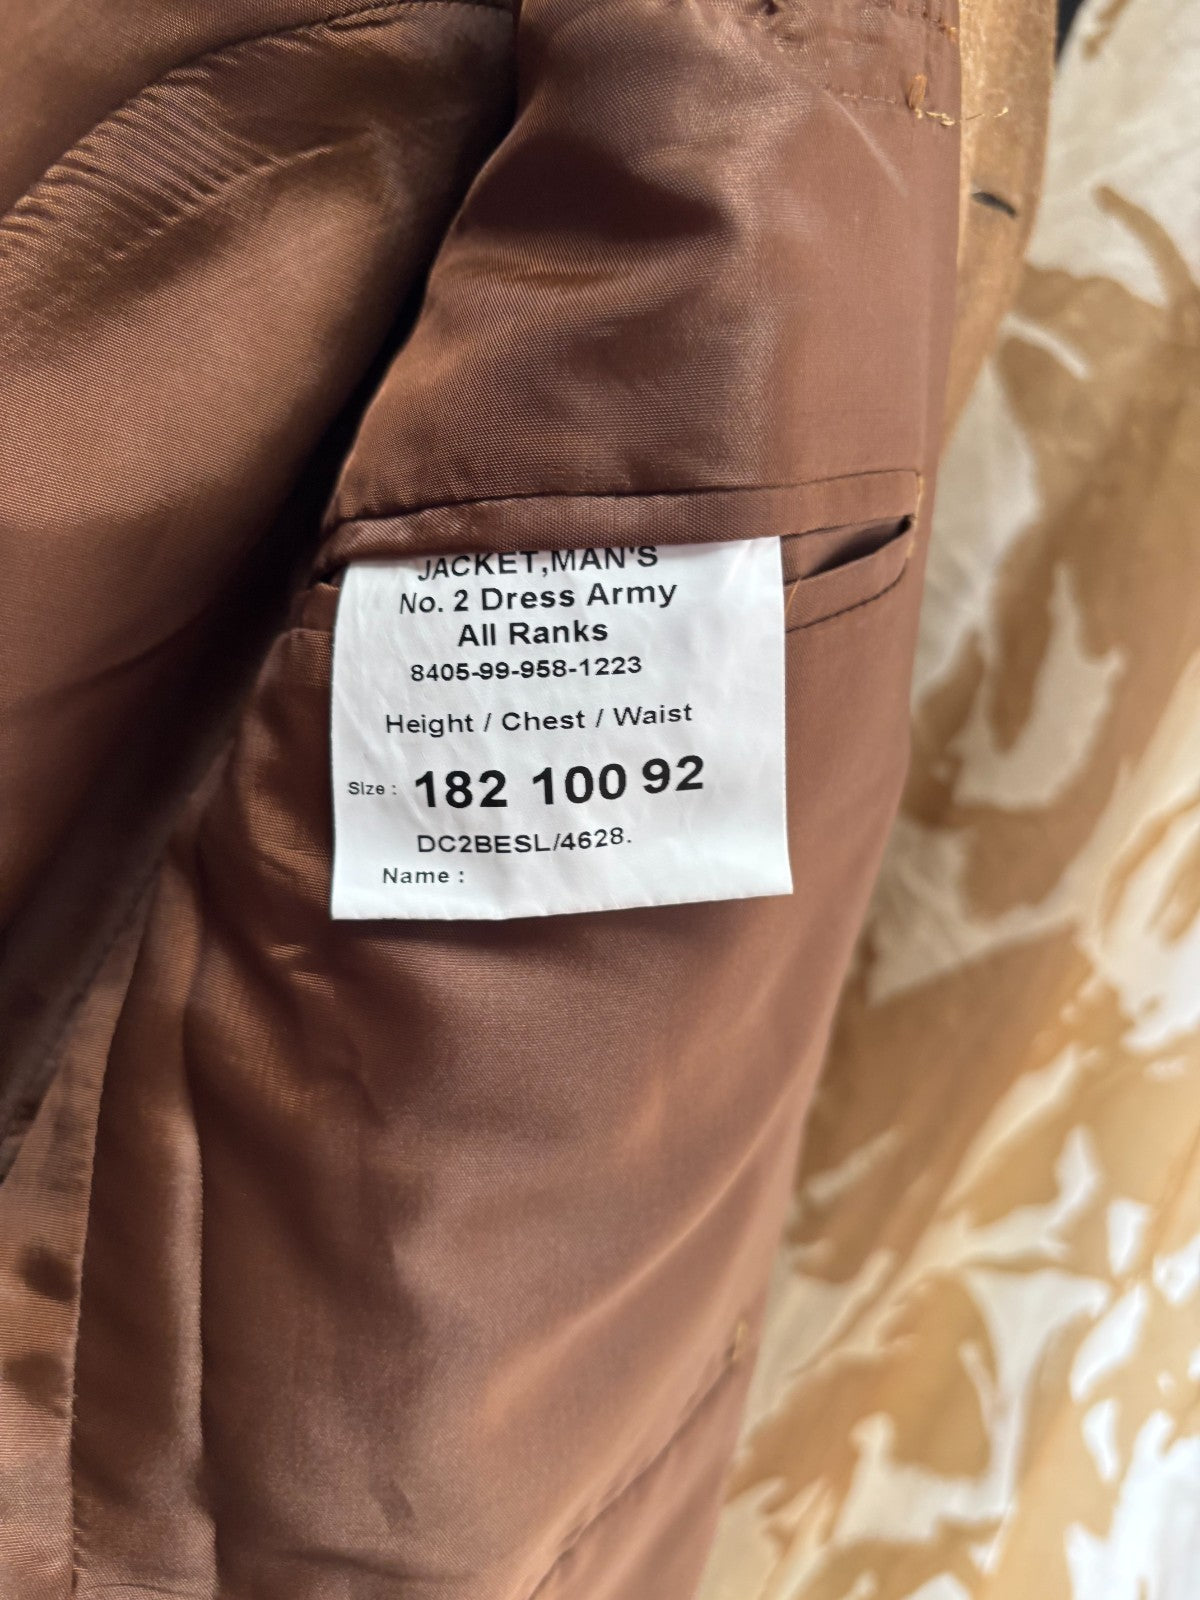 JACKET,MAN'S
No. 2 Dress Army
All Ranks
8405-99-958-1223
Height / Chest / Waist
Size : 182 100 92
DC2BESL/4628.
Name :